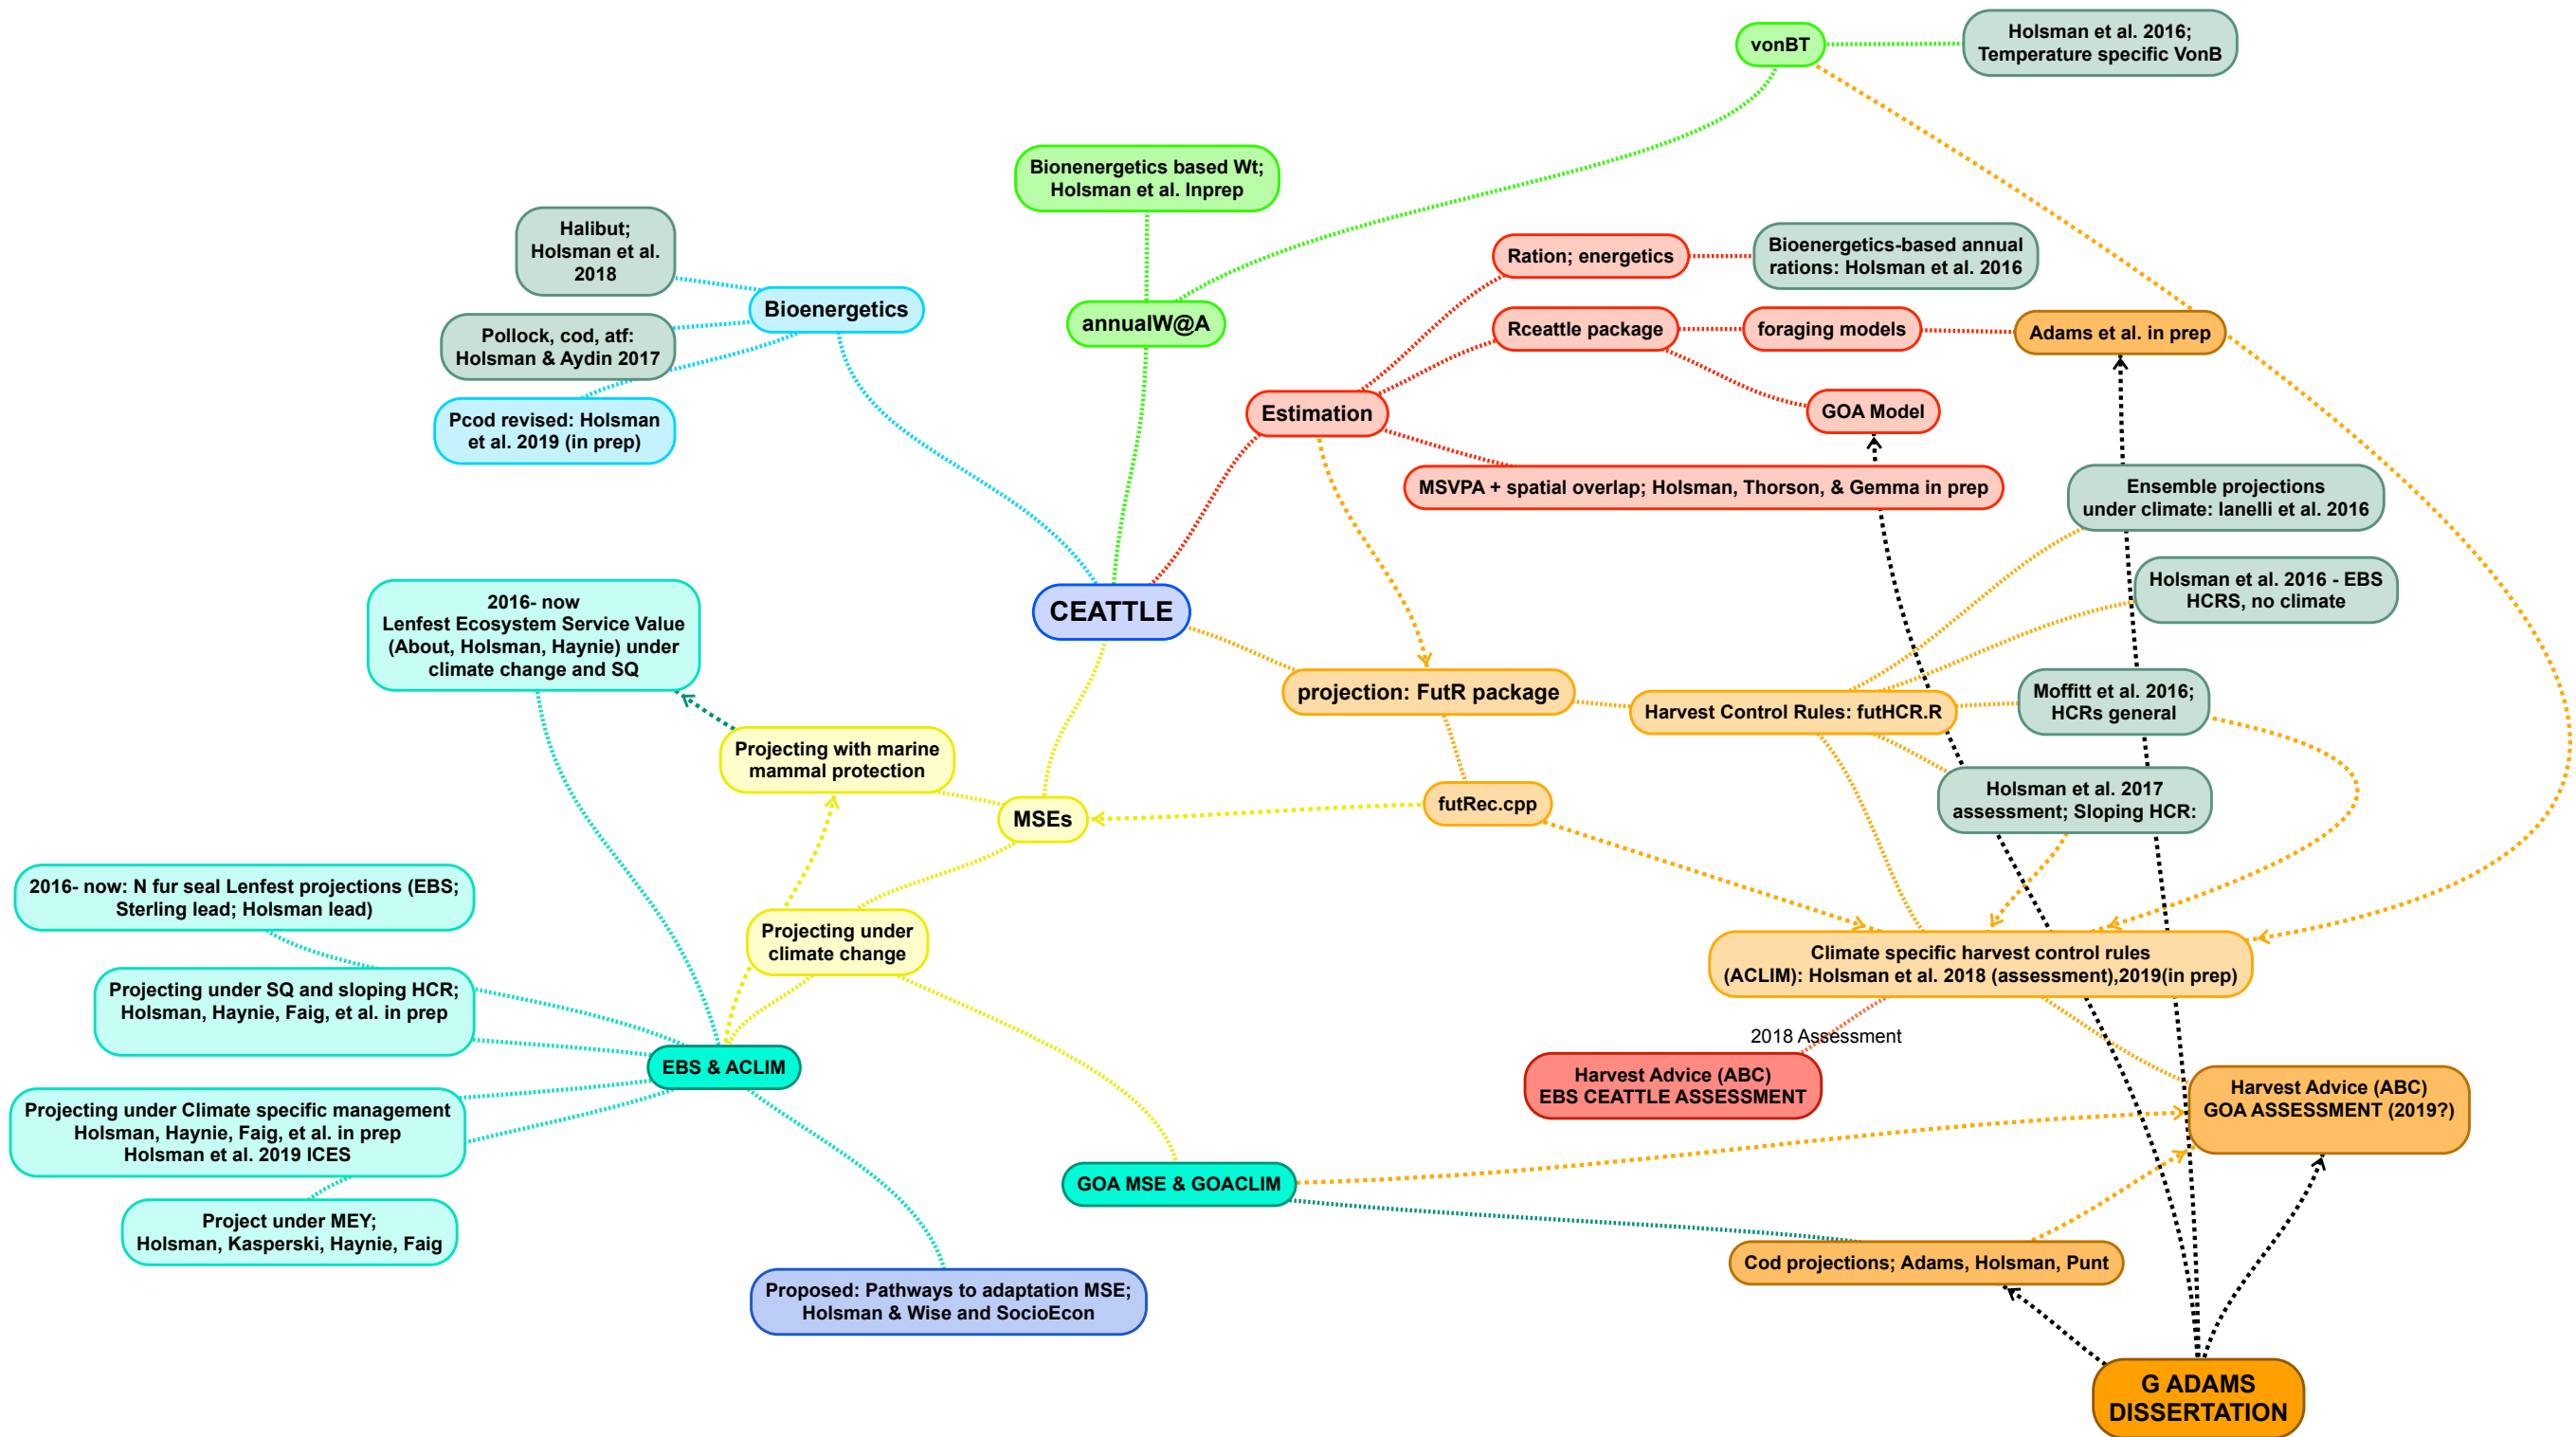 vonBT
Holsman et al. 2016;
Temperature specific VonB
Bionenergetics based Wt;
Holsman et al. Inprep
Halibut;
Holsman et al.
2018
Bioenergetics
Pollock, cod, atf:
Holsman & Aydin 2017
Pcod revised: Holsman
et al. 2019 (in prep)
annualW@A
Ration; energetics
Bioenergetics-based annual
rations: Holsman et al. 2016
Rceattle package
foraging models
Adams et al. in prep
Estimation
GOA Model
MSVPA + spatial overlap; Holsman, Thorson, & Gemma in prep
Ensemble projections
under climate: Ianelli et al. 2016
Holsman et al. 2016 - EBS
HCRS, no climate
CEATTLE
2016- now
Lenfest Ecosystem Service Value
(About, Holsman, Haynie) under
climate change and SQ
projection: FutR package
Harvest Control Rules: futHCR.R
Moffitt et al. 2016;
HCRs general
Projecting with marine
mammal protection
MSEs
futRec.cpp
Holsman et al. 2017
assessment; Sloping HCR:
2016- now: N fur seal Lenfest projections (EBS;
Sterling lead; Holsman lead)
Projecting under
climate change
Climate specific harvest control rules
(ACLIM): Holsman et al. 2018 (assessment),2019(in prep)
Projecting under SQ and sloping HCR;
Holsman, Haynie, Faig, et al. in prep
2018 Assessment
EBS & ACLIM
Harvest Advice (ABC)
EBS CEATTLE ASSESSMENT
Harvest Advice (ABC)
GOA ASSESSMENT (2019?)
Projecting under Climate specific management
Holsman, Haynie, Faig, et al. in prep
Holsman et al. 2019 ICES
GOA MSE & GOACLIM
Project under MEY;
Holsman, Kasperski, Haynie, Faig
Cod projections; Adams, Holsman, Punt
Proposed: Pathways to adaptation MSE;
Holsman & Wise and SocioEcon
G ADAMS
DISSERTATION